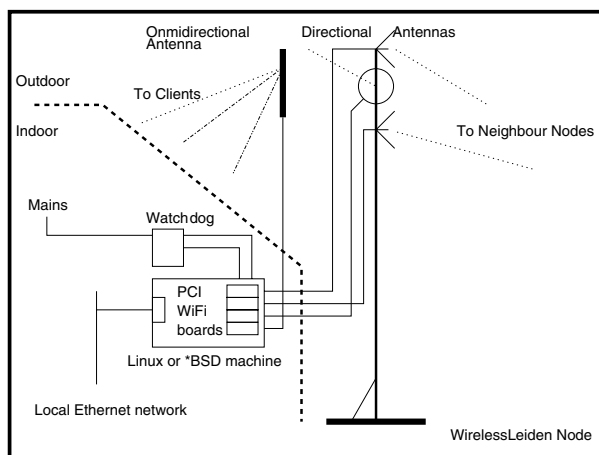 Onmidirectional
Antenna
Directional
Antennas
Outdoor
To Clients
Indoor
To Neighbour Nodes
Mains
Watchdog
PCI
WiFi
boards
Linux or *BSD machine
Local Ethernet network
WirelessLeiden Node